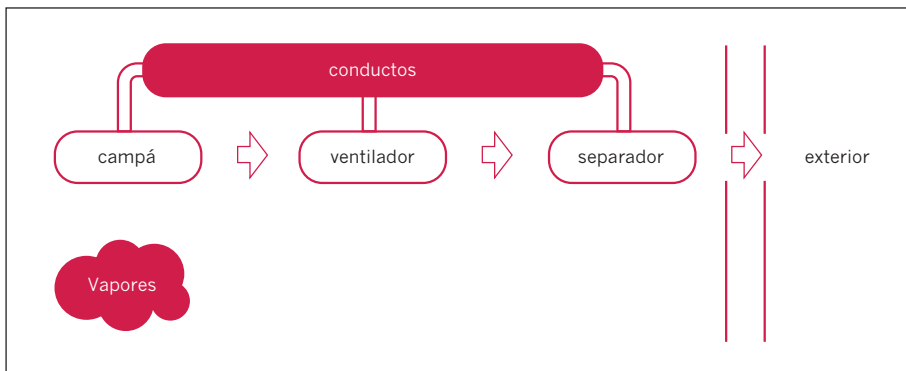 conductos
campá
ventilador
separador
exterior
Vapores